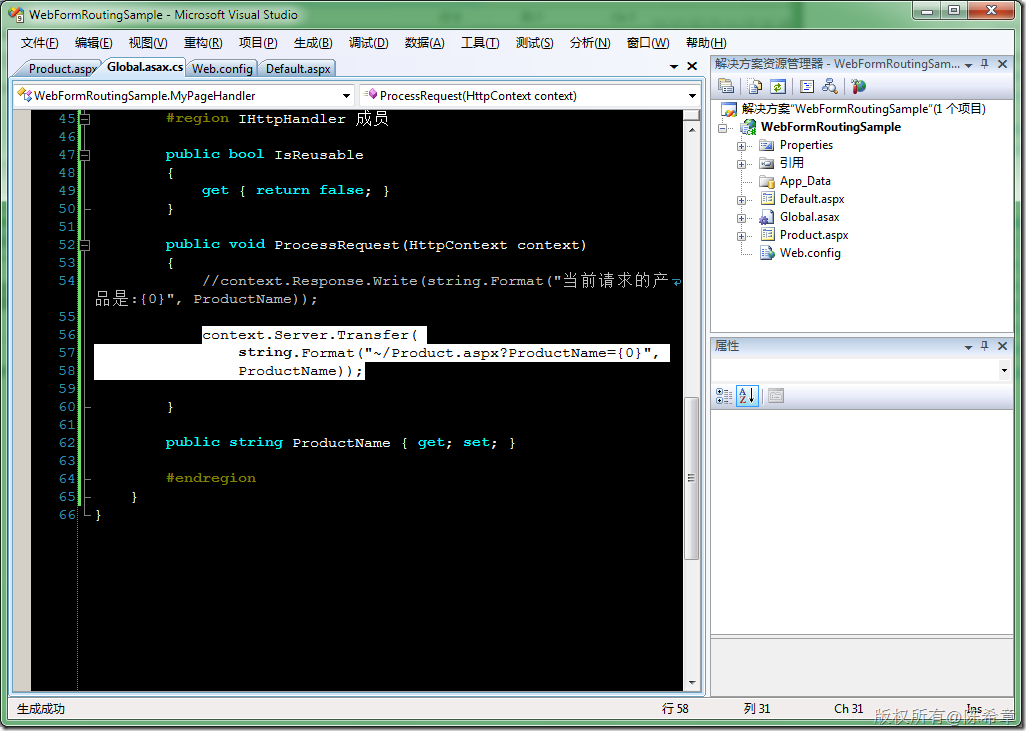 WebFormRoutingSample - Microsoft Visual Studio
文件(F) 编辑(E) 视图(V) 重构(R) 项目(P) 生成(B) 调试(D) 数据(A) 工具(T) 测试(S) 分析(N) 窗口(W) 帮助(H)
Product.aspx Global.asax.cs Web.config Default.aspx
WebFormRoutingSample.MyPageHandler ProcessRequest(HttpContext context)
45 #region IHttpHandler 成员
46
47 public bool IsReusable
48 {
49 get { return false; }
50 }
51
52 public void ProcessRequest(HttpContext context)
53 {
54 //context.Response.Write(string.Format("当前请求的产
品是:{0}", ProductName));
55
56 context.Server.Transfer(
57 string.Format("~/Product.aspx?ProductName={0}",
58 ProductName));
59
60 }
61
62 public string ProductName { get; set; }
63
64 #endregion
65 }
66 }
解决方案资源管理器 - WebFormRoutingSam...
解决方案"WebFormRoutingSample"(1 个项目)
WebFormRoutingSample
Properties
引用
App_Data
Default.aspx
Global.asax
Product.aspx
Web.config
属性
生成成功 行 58 列 31 Ch 31 Ins
版权所有@陈希章